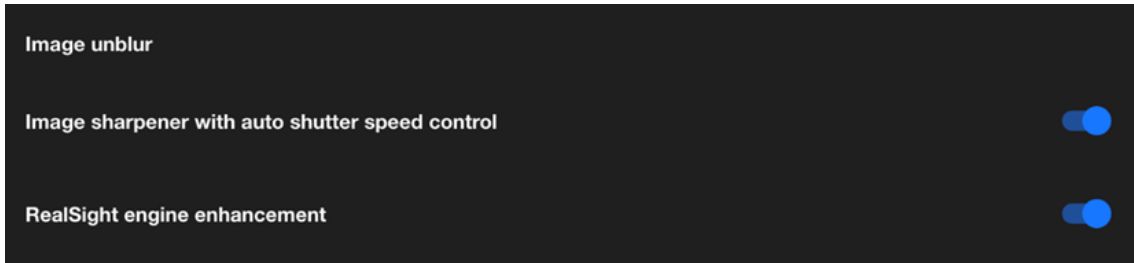 Image unblur
Image sharpener with auto shutter speed control
RealSight engine enhancement